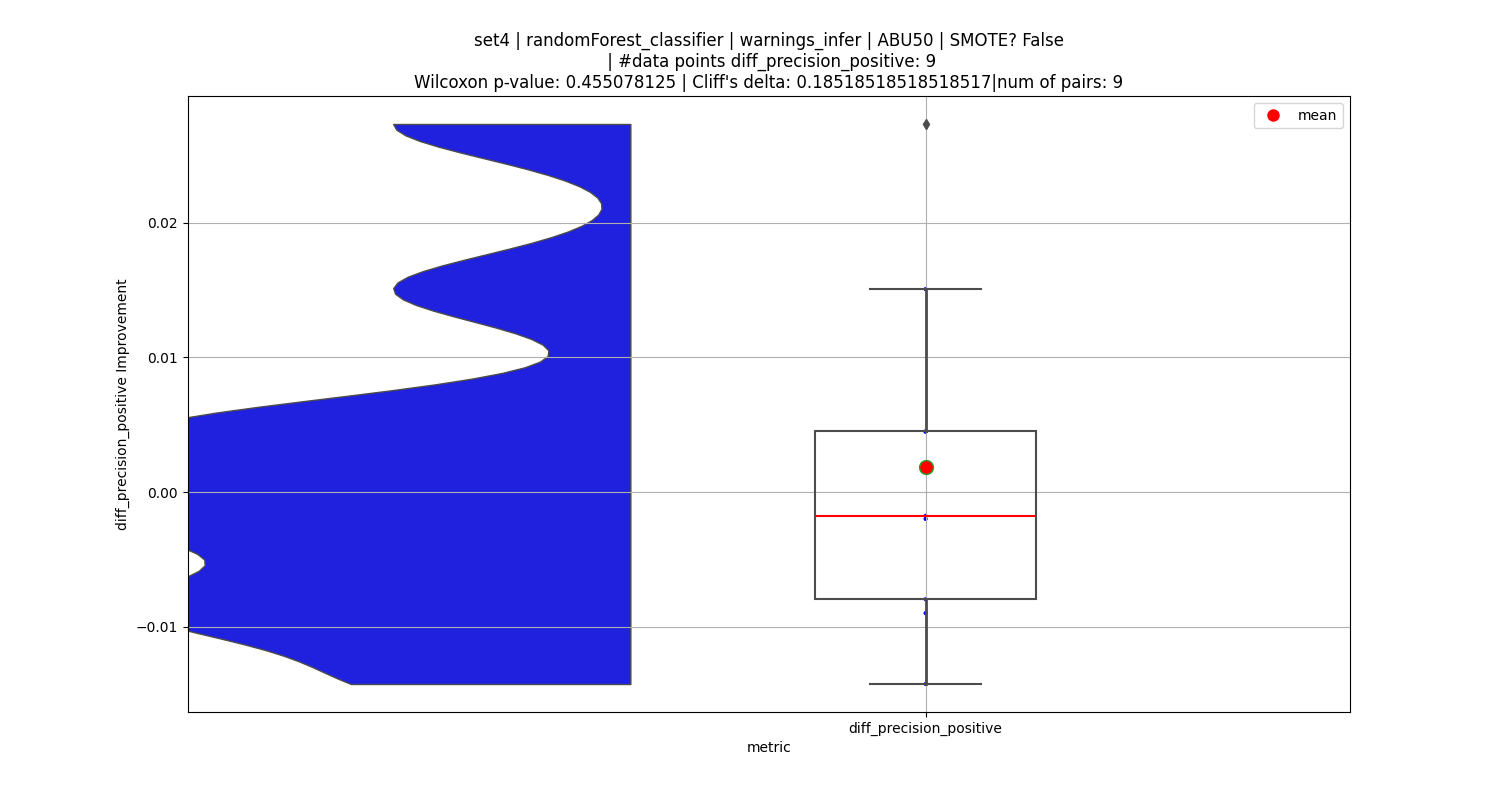 set4 | randomForest_classifier | warnings_infer | ABU50 | SMOTE? False
| #data points diff_precision_positive: 9
Wilcoxon p-value: 0.455078125 | Cliff's delta: 0.18518518518518517|num of pairs: 9
mean
0.02
0.01
0.00
−0.01
diff_precision_positive Improvement
diff_precision_positive
metric